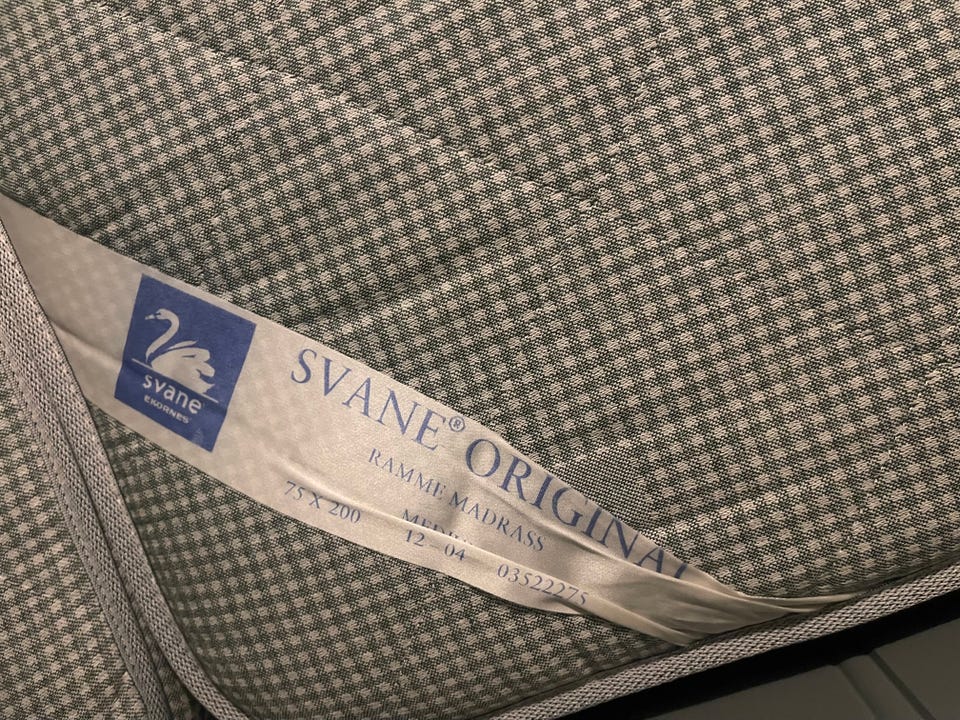 svane
EKORNES
SVANE® ORIGINAL
RAMME MADRASS
75 X 200
12-04
03522275